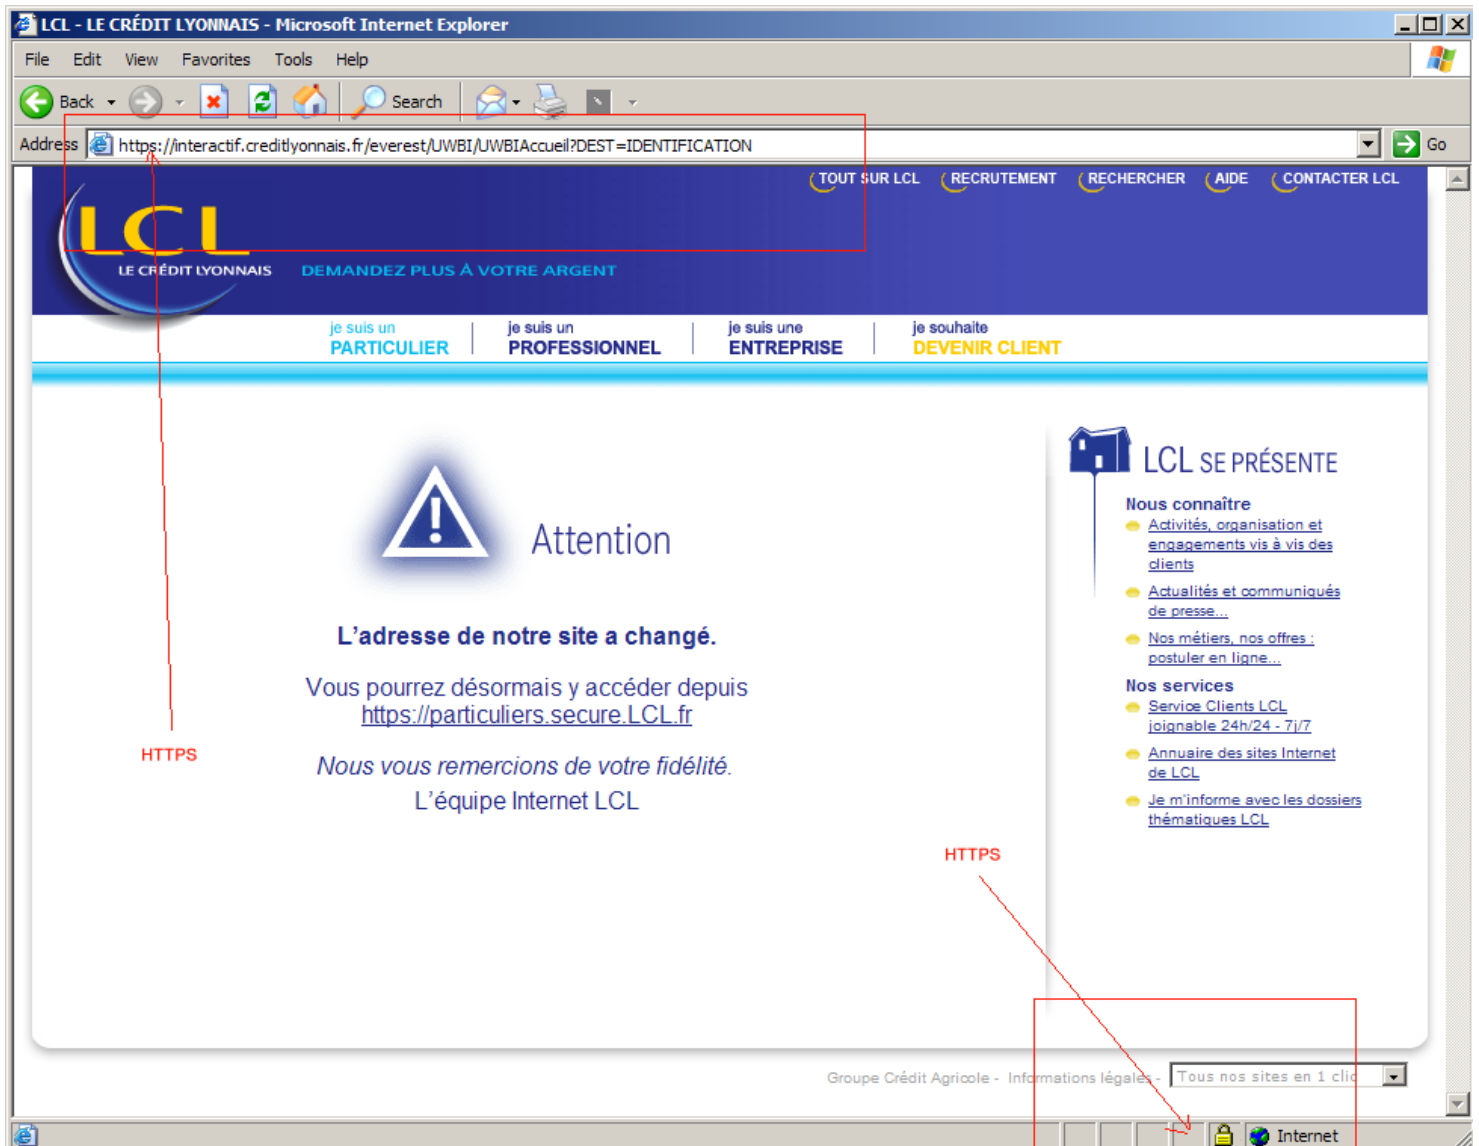 LCL - LE CRÉDIT LYONNAIS - Microsoft Internet Explorer
File Edit View Favorites Tools Help
Back Search
Address https://interactif.creditlyonnais.fr/everest/UWBI/UWBIAccueil?DEST=IDENTIFICATION Go
TOUT SUR LCL RECRUTEMENT RECHERCHER AIDE CONTACTER LCL
LCL
LE CRÉDIT LYONNAIS DEMANDEZ PLUS À VOTRE ARGENT
je suis un je suis un je suis une je souhaite
PARTICULIER PROFESSIONNEL ENTREPRISE DEVENIR CLIENT
Attention
L'adresse de notre site a changé.
Vous pourrez désormais y accéder depuis
https://particuliers.secure.LCL.fr
Nous vous remercions de votre fidélité.
L'équipe Internet LCL
HTTPS
LCL SE PRÉSENTE
Nous connaître
Activités, organisation et
engagements vis à vis des
clients
Actualités et communiqués
de presse...
Nos métiers, nos offres :
postuler en ligne...
Nos services
Service Clients LCL
joignable 24h/24 - 7j/7
Annuaire des sites Internet
de LCL
Je m'informe avec les dossiers
thématiques LCL
HTTPS
Groupe Crédit Agricole - Informations légales - Tous nos sites en 1 clic
Internet